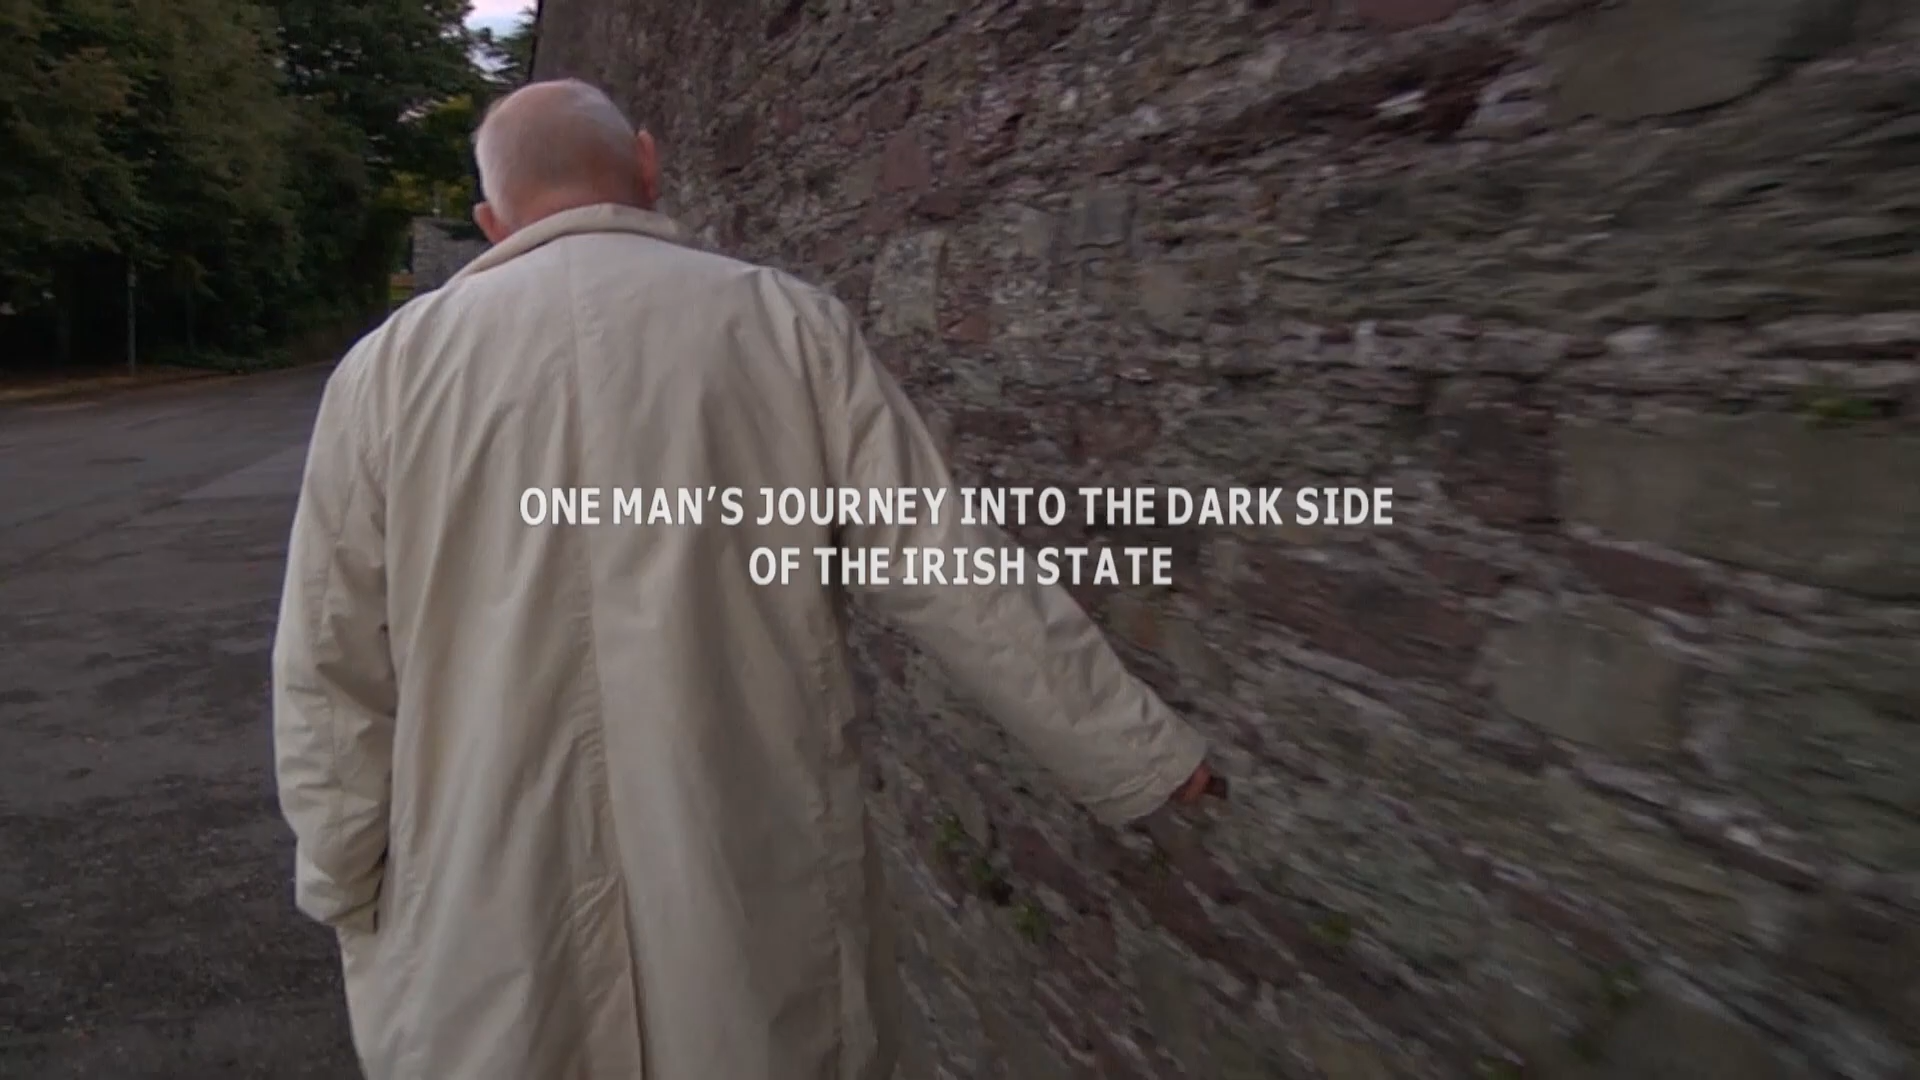 ONE MAN’S JOURNEY INTO THE DARK SIDE
OF THE IRISH STATE